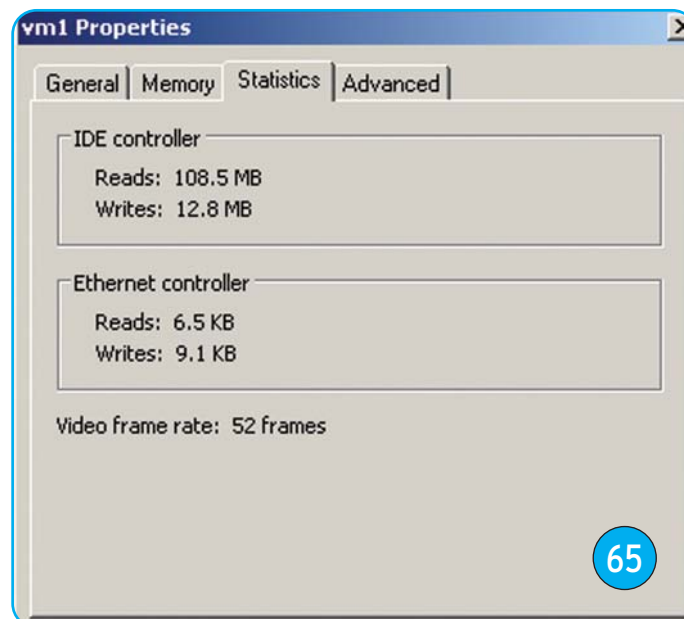 vm1 Properties
General Memory Statistics Advanced
IDE controller
Reads: 108.5 MB
Writes: 12.8 MB
Ethernet controller
Reads: 6.5 KB
Writes: 9.1 KB
Video frame rate: 52 frames
65